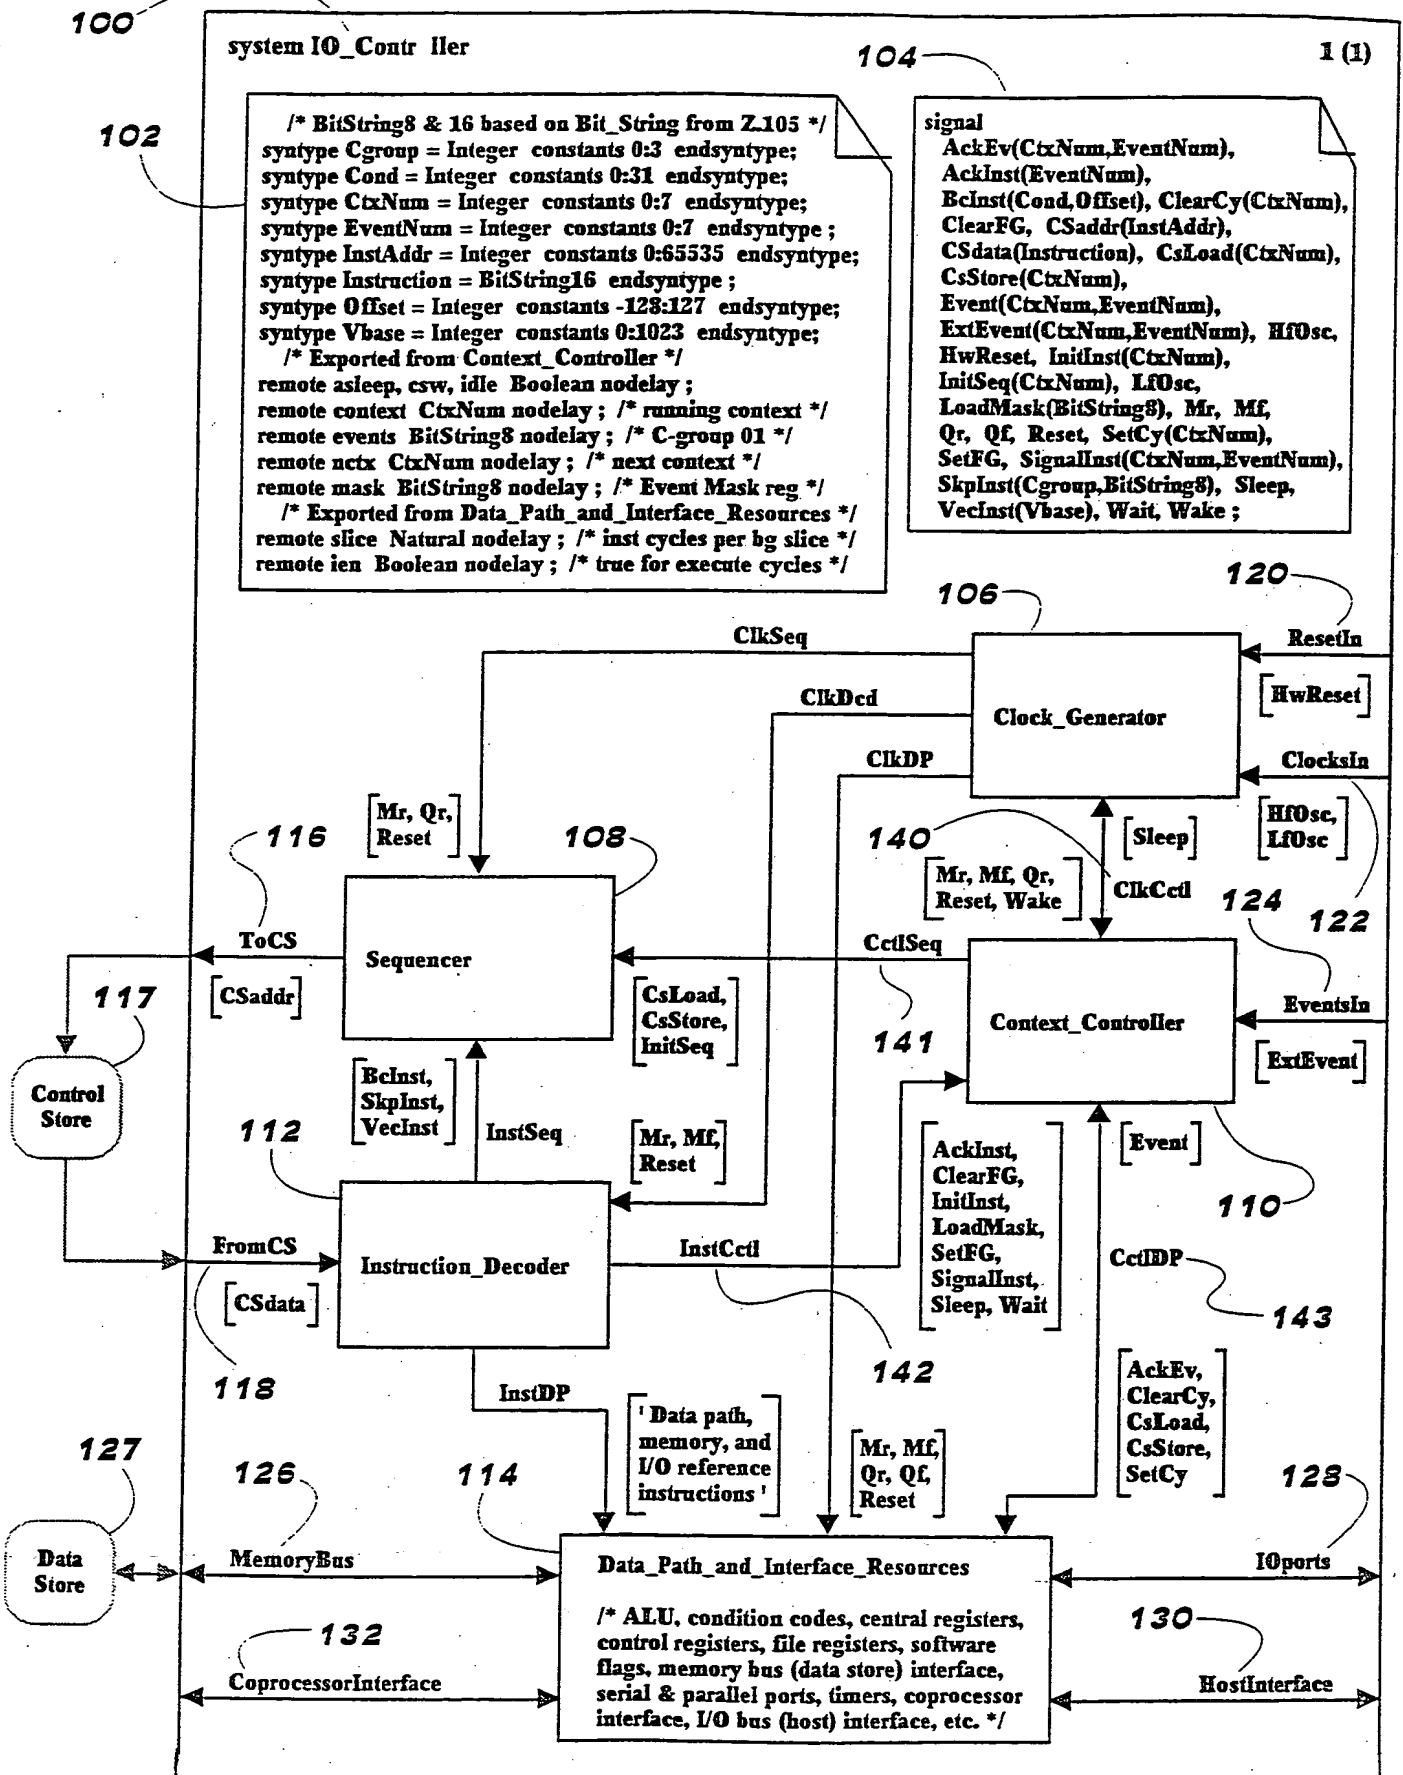 100
system IO_Contr ller
1 (1)
102
/* BitString8 & 16 based on Bit_String from Z.105 */
syntype Cgroup = Integer constants 0:3 endsyntype;
syntype Cond = Integer constants 0:31 endsyntype;
syntype CtxNum = Integer constants 0:7 endsyntype;
syntype EventNum = Integer constants 0:7 endsyntype ;
syntype InstAddr = Integer constants 0:65535 endsyntype;
syntype Instruction = BitString16 endsyntype ;
syntype Offset = Integer constants -128:127 endsyntype;
syntype Vbase = Integer constants 0:1023 endsyntype;
/* Exported from Context_Controller */
remote asleep, csw, idle Boolean nodelay ;
remote context CtxNum nodelay ; /* running context */
remote events BitString8 nodelay ; /* C-group 01 */
remote nctx CtxNum nodelay ; /* next context */
remote mask BitString8 nodelay ; /* Event Mask reg */
/* Exported from Data_Path_and_Interface_Resources */
remote slice Natural nodelay ; /* inst cycles per bg slice */
remote ien Boolean nodelay ; /* true for execute cycles */
104
signal
AckEv(CtxNum,EventNum),
AckInst(EventNum),
BcInst(Cond,Offset), ClearCy(CtxNum),
ClearFG, CSaddr(InstAddr),
CSdata(Instruction), CsLoad(CtxNum),
CsStore(CtxNum),
Event(CtxNum,EventNum),
ExtEvent(CtxNum,EventNum), HfOsc,
HwReset, InitInst(CtxNum),
InitSeq(CtxNum), LfOsc,
LoadMask(BitString8), Mr, Mf,
Qr, Qf, Reset, SetCy(CtxNum),
SetFG, SignalInst(CtxNum,EventNum),
SkpInst(Cgroup,BitString8), Sleep,
VecInst(Vbase), Wait, Wake ;
106
120
ClkSeq
ResetIn
[HwReset]
ClkDcd
Clock_Generator
ClkDP
ClocksIn
[HfOsc,
LfOsc]
122
[Mr, Qr,
Reset]
116
108
140
[Sleep]
[Mr, Mf, Qr,
Reset, Wake]
ClkCctl
124
ToCS
[CSaddr]
Sequencer
CctlSeq
141
[CsLoad,
CsStore,
InitSeq]
Context_Controller
EventsIn
[ExtEvent]
110
117
Control
Store
[BcInst,
SkpInst,
VecInst]
InstSeq
112
[Mr, Mf,
Reset]
[AckInst,
ClearFG,
InitInst,
LoadMask,
SetFG,
SignalInst,
Sleep, Wait]
[Event]
FromCS
[CSdata]
118
Instruction_Decoder
InstCctl
142
CctlDP
143
InstDP
[' Data path,
memory, and
I/O reference
instructions ']
[Mr, Mf,
Qr, Qf,
Reset]
[AckEv,
ClearCy,
CsLoad,
CsStore,
SetCy]
127
126
114
128
Data
Store
MemoryBus
Data_Path_and_Interface_Resources
IOports
132
/* ALU, condition codes, central registers,
control registers, file registers, software
flags, memory bus (data store) interface,
serial & parallel ports, timers, coprocessor
interface, I/O bus (host) interface, etc. */
130
CoprocessorInterface
HostInterface